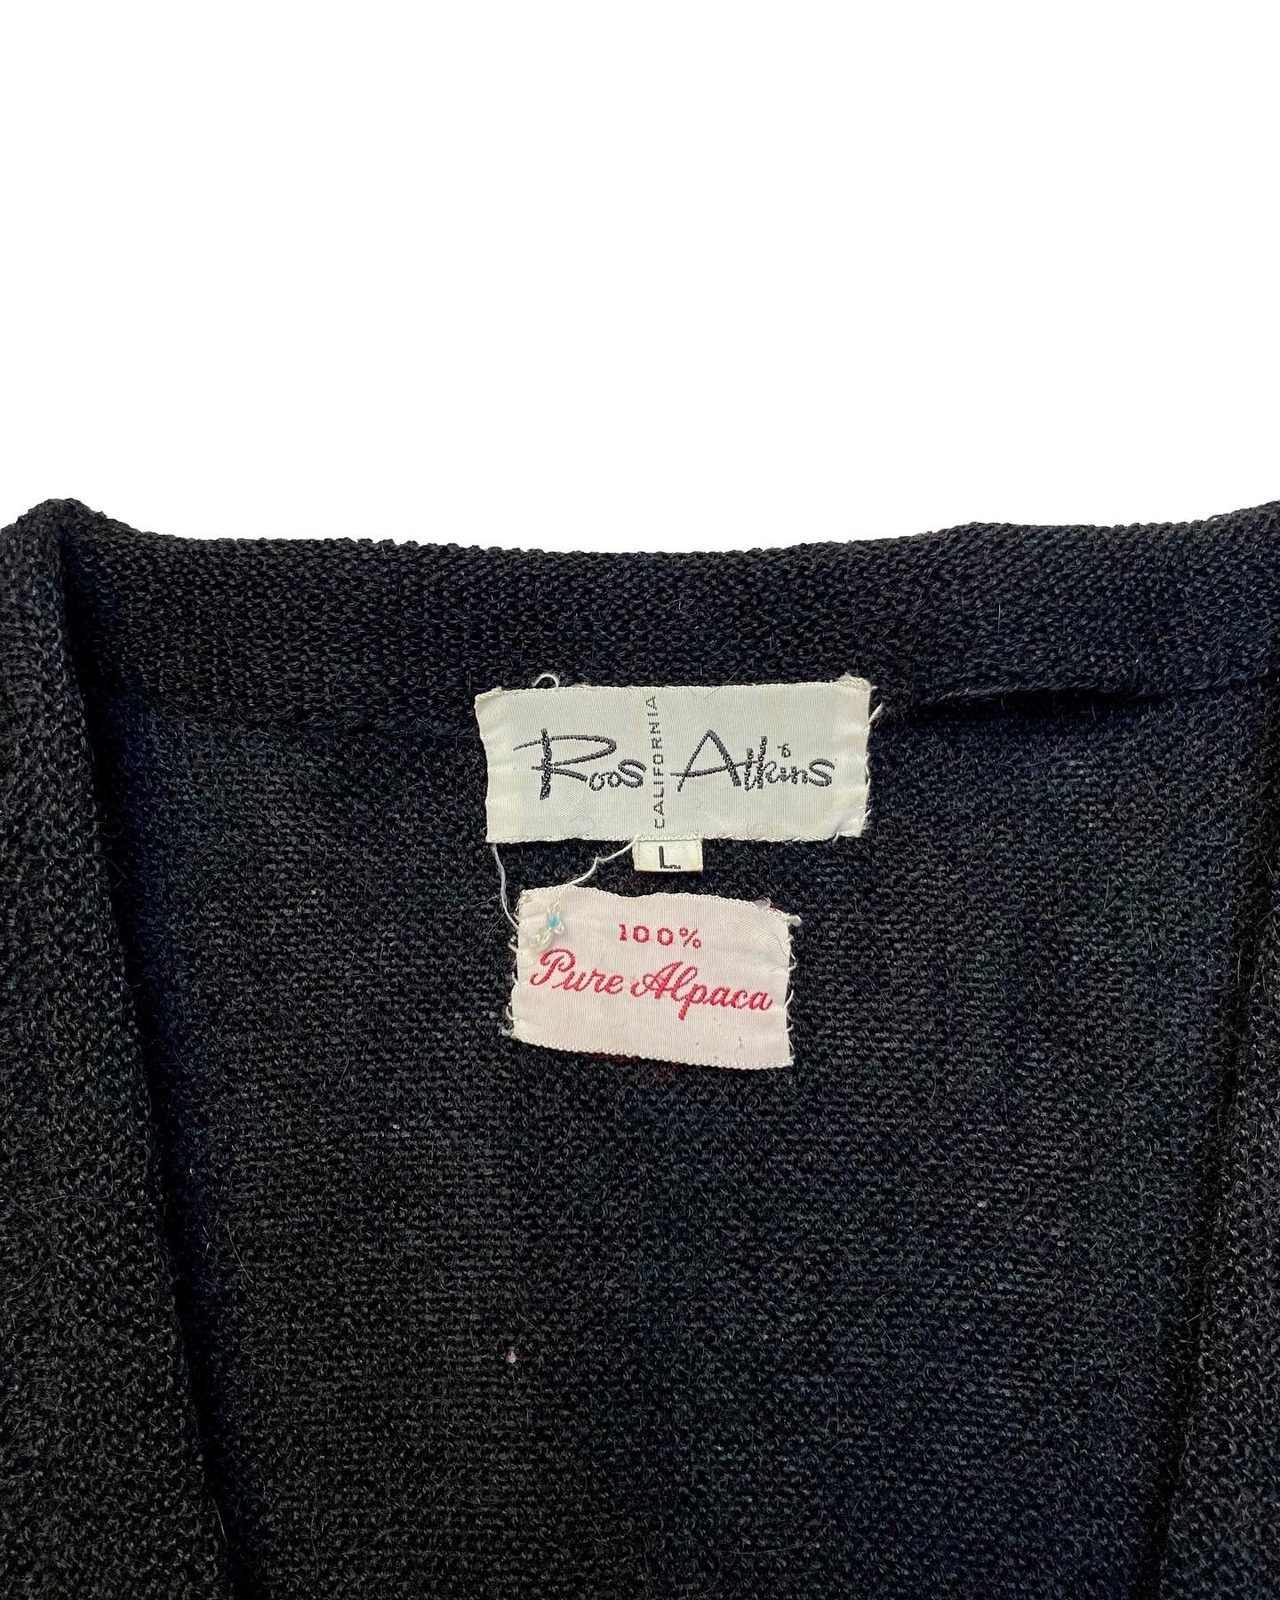 Roos CALIFORNIA Atkins
L
100%
Pure Alpaca